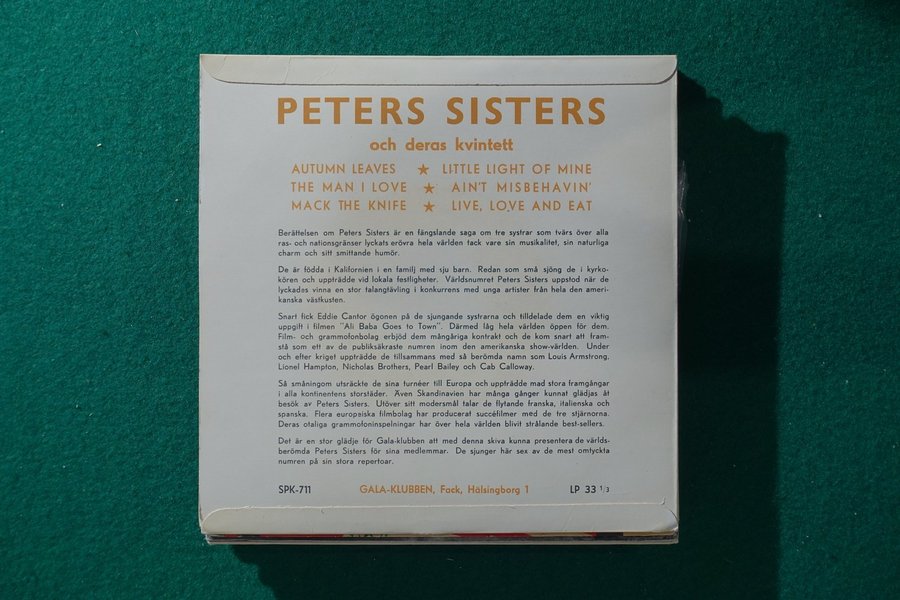 PETERS SISTERS
och deras kvintett
AUTUMN LEAVES ★ LITTLE LIGHT OF MINE
THE MAN I LOVE ★ AIN'T MISBEHAVIN'
MACK THE KNIFE ★ LIVE, LOVE AND EAT
Berättelsen om Peters Sisters är en fängslande saga om tre systrar som tvärs över alla
ras- och nationsgränser lyckats erövra hela världen tack vare sin musikalitet, sin naturliga
charm och sitt smittande humör.
De är födda i Kalifornien i en familj med sju barn. Redan som små sjöng de i kyrko-
kören och uppträdde vid lokala festligheter. Världsnumret Peters Sisters uppstod när de
lyckades vinna en stor talangtävling i konkurrens med unga artister från hela den ameri-
kanska västkusten.
Snart fick Eddie Cantor ögonen på de sjungande systrarna och tilldelade dem en viktig
uppgift i filmen "Ali Baba Goes to Town". Därmed låg hela världen öppen för dem.
Film- och grammofonbolag erbjöd dem mångåriga kontrakt och de kom snart att fram-
stå som ett av de publiksäkraste numren inom den amerikanska show-världen. Under
och efter kriget uppträdde de tillsammans med så berömda namn som Louis Armstrong,
Lionel Hampton, Nicholas Brothers, Pearl Bailey och Cab Calloway.
Så småningom utsräckte de sina turnéer till Europa och uppträdde mad stora framgångar
i alla kontinentens storstäder. Även Skandinavien har många gånger kunnat glädjas åt
besök av Peters Sisters. Utöver sitt modersmål talar de flytande franska, italienska och
spanska. Flera europeiska filmbolag har producerat succéfilmer med de tre stjärnorna.
Deras otaliga grammofoninspelningar har över hela världen blivit strålande best-sellers.
Det är en stor glädje för Gala-klubben att med denna skiva kunna presentera de världs-
berömda Peters Sisters för sina medlemmar. De sjunger här sex av de mest omtyckta
numren på sin stora repertoar.
SPK-711 GALA-KLUBBEN, Fack, Hälsingborg 1 LP 33 1/3